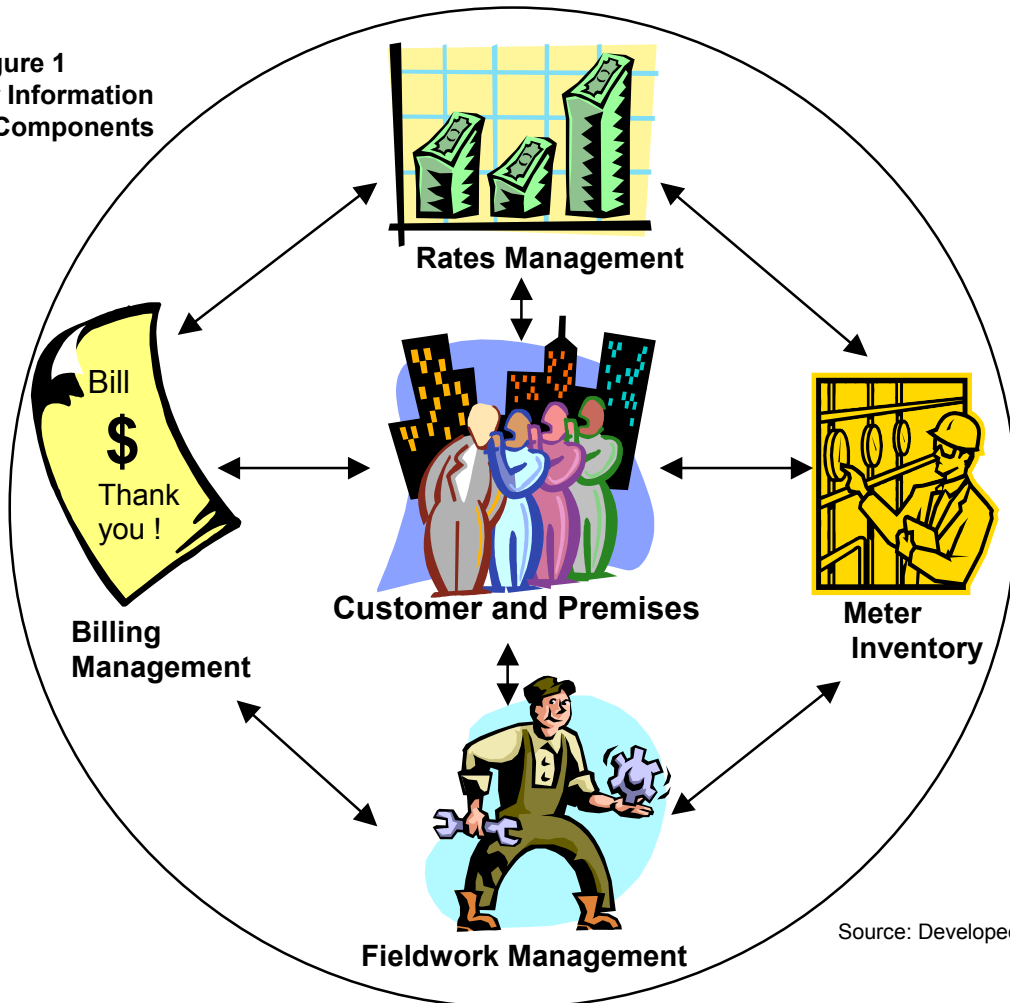 gure 1
Information
Components
Rates Management
Bill
$
Thank
you !
Customer and Premises
Billing
Management
Meter
Inventory
Fieldwork Management
Source: Developed